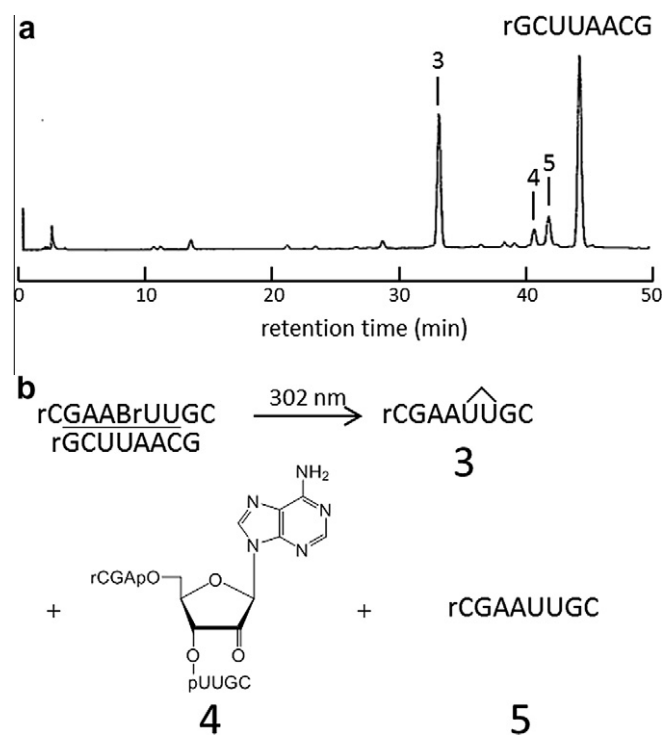 a
rGCUUAACG
3
4
5
0 10 20 30 40 50
retention time (min)
b
rCGAABrUUGC
rGCUUAACG
302 nm
rCGAAUUGC
3
NH₂
N N
N N
rCGApO
O
O O
pUUGC
+
+
rCGAAUUGC
4
5